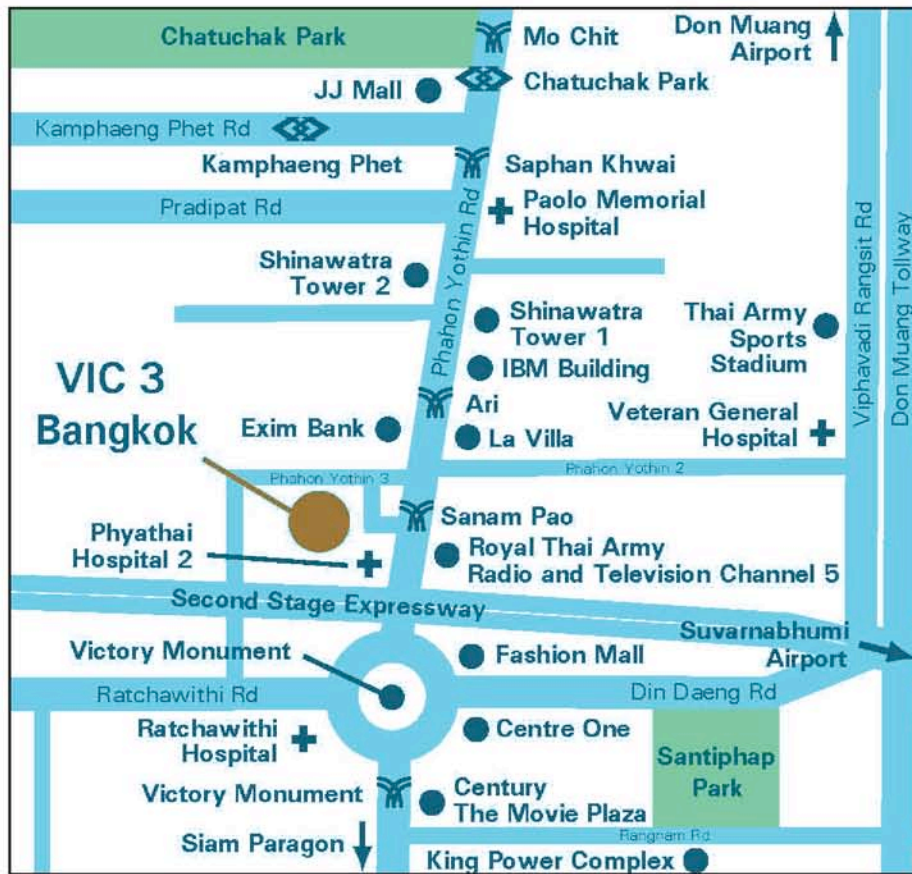 Chatuchak Park
Mo Chit
Don Muang
Airport
JJ Mall
Chatuchak Park
Kamphaeng Phet Rd
Kamphaeng Phet
Saphan Khwai
Pradipat Rd
Paolo Memorial
Hospital
Phahon Yothin Rd
Viphavadi Rangsit Rd
Don Muang Tollway
Shinawatra
Tower 2
Shinawatra
Tower 1
Thai Army
Sports
Stadium
IBM Building
VIC 3
Bangkok
Ari
Exim Bank
La Villa
Veteran General
Hospital
Phahon Yothin 2
Phahon Yothin 3
Sanam Pao
Phyathai
Hospital 2
Royal Thai Army
Radio and Television Channel 5
Second Stage Expressway
Suvarnabhumi
Airport
Victory Monument
Fashion Mall
Ratchawithi Rd
Din Daeng Rd
Ratchawithi
Hospital
Centre One
Santiphap
Park
Victory Monument
Century
The Movie Plaza
Rangnam Rd
Siam Paragon
King Power Complex